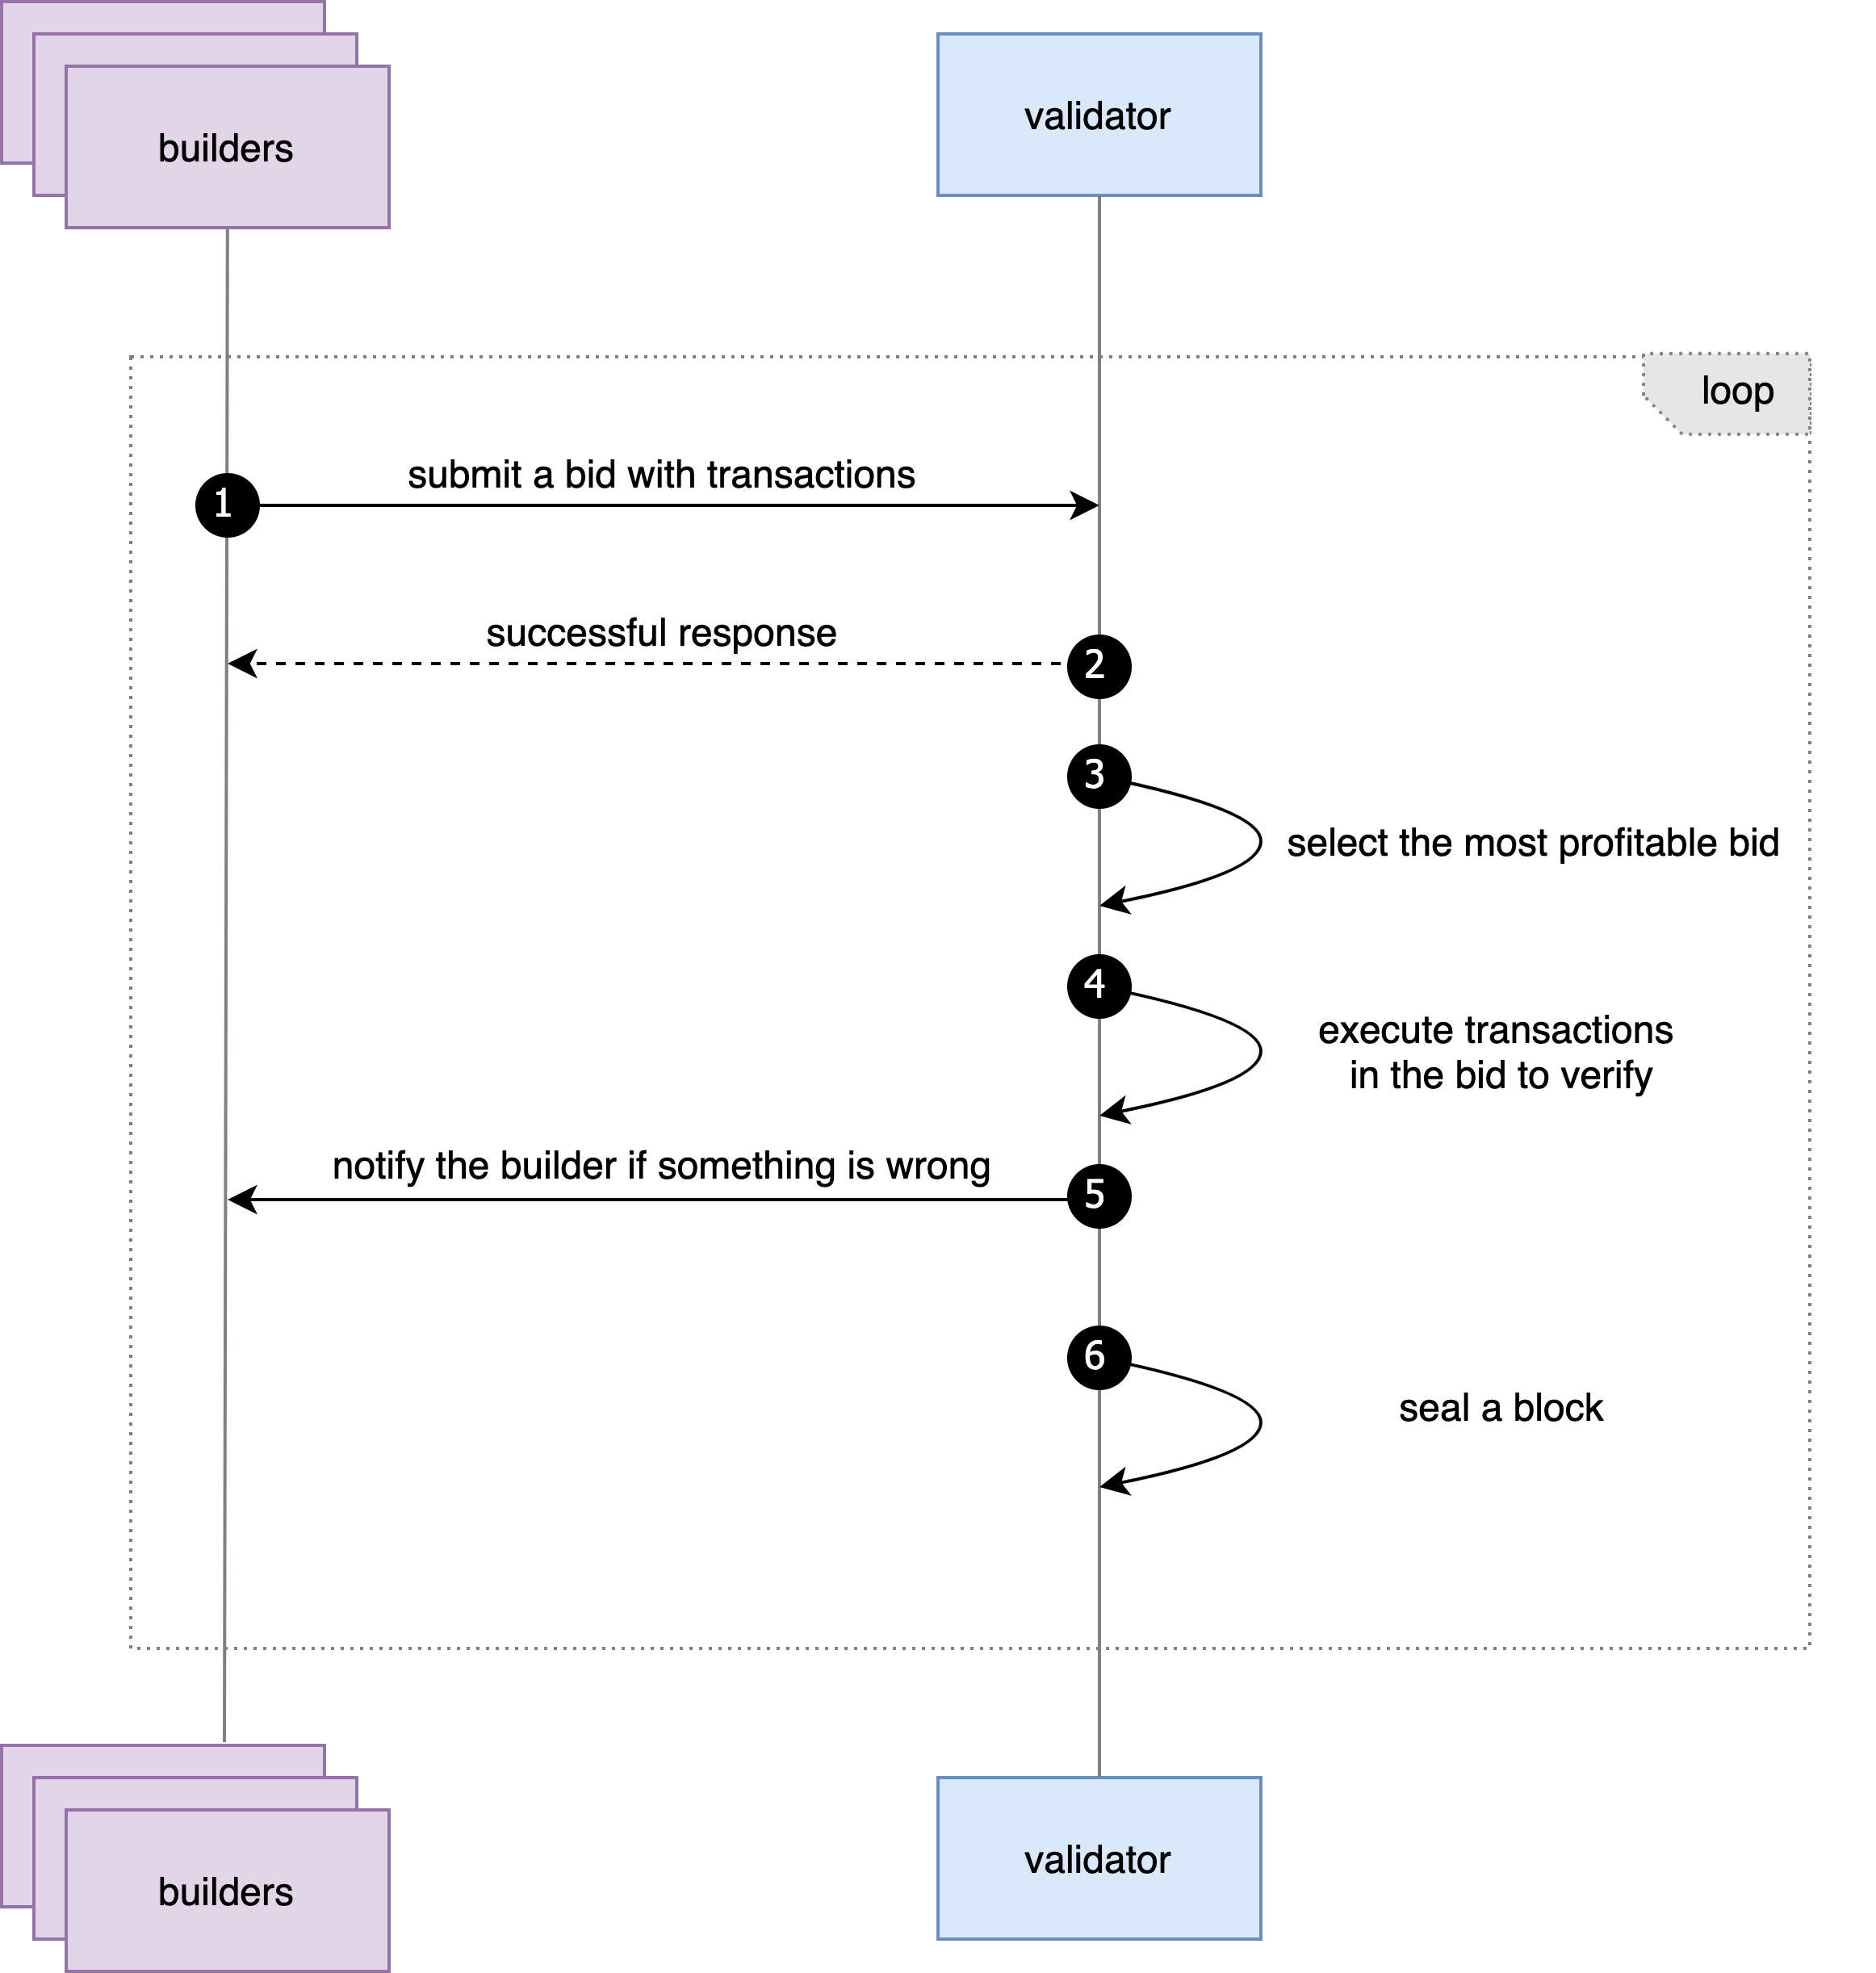 builders
validator
loop
submit a bid with transactions
1
successful response
2
3
select the most profitable bid
4
execute transactions
in the bid to verify
notify the builder if something is wrong
5
6
seal a block
builders
validator